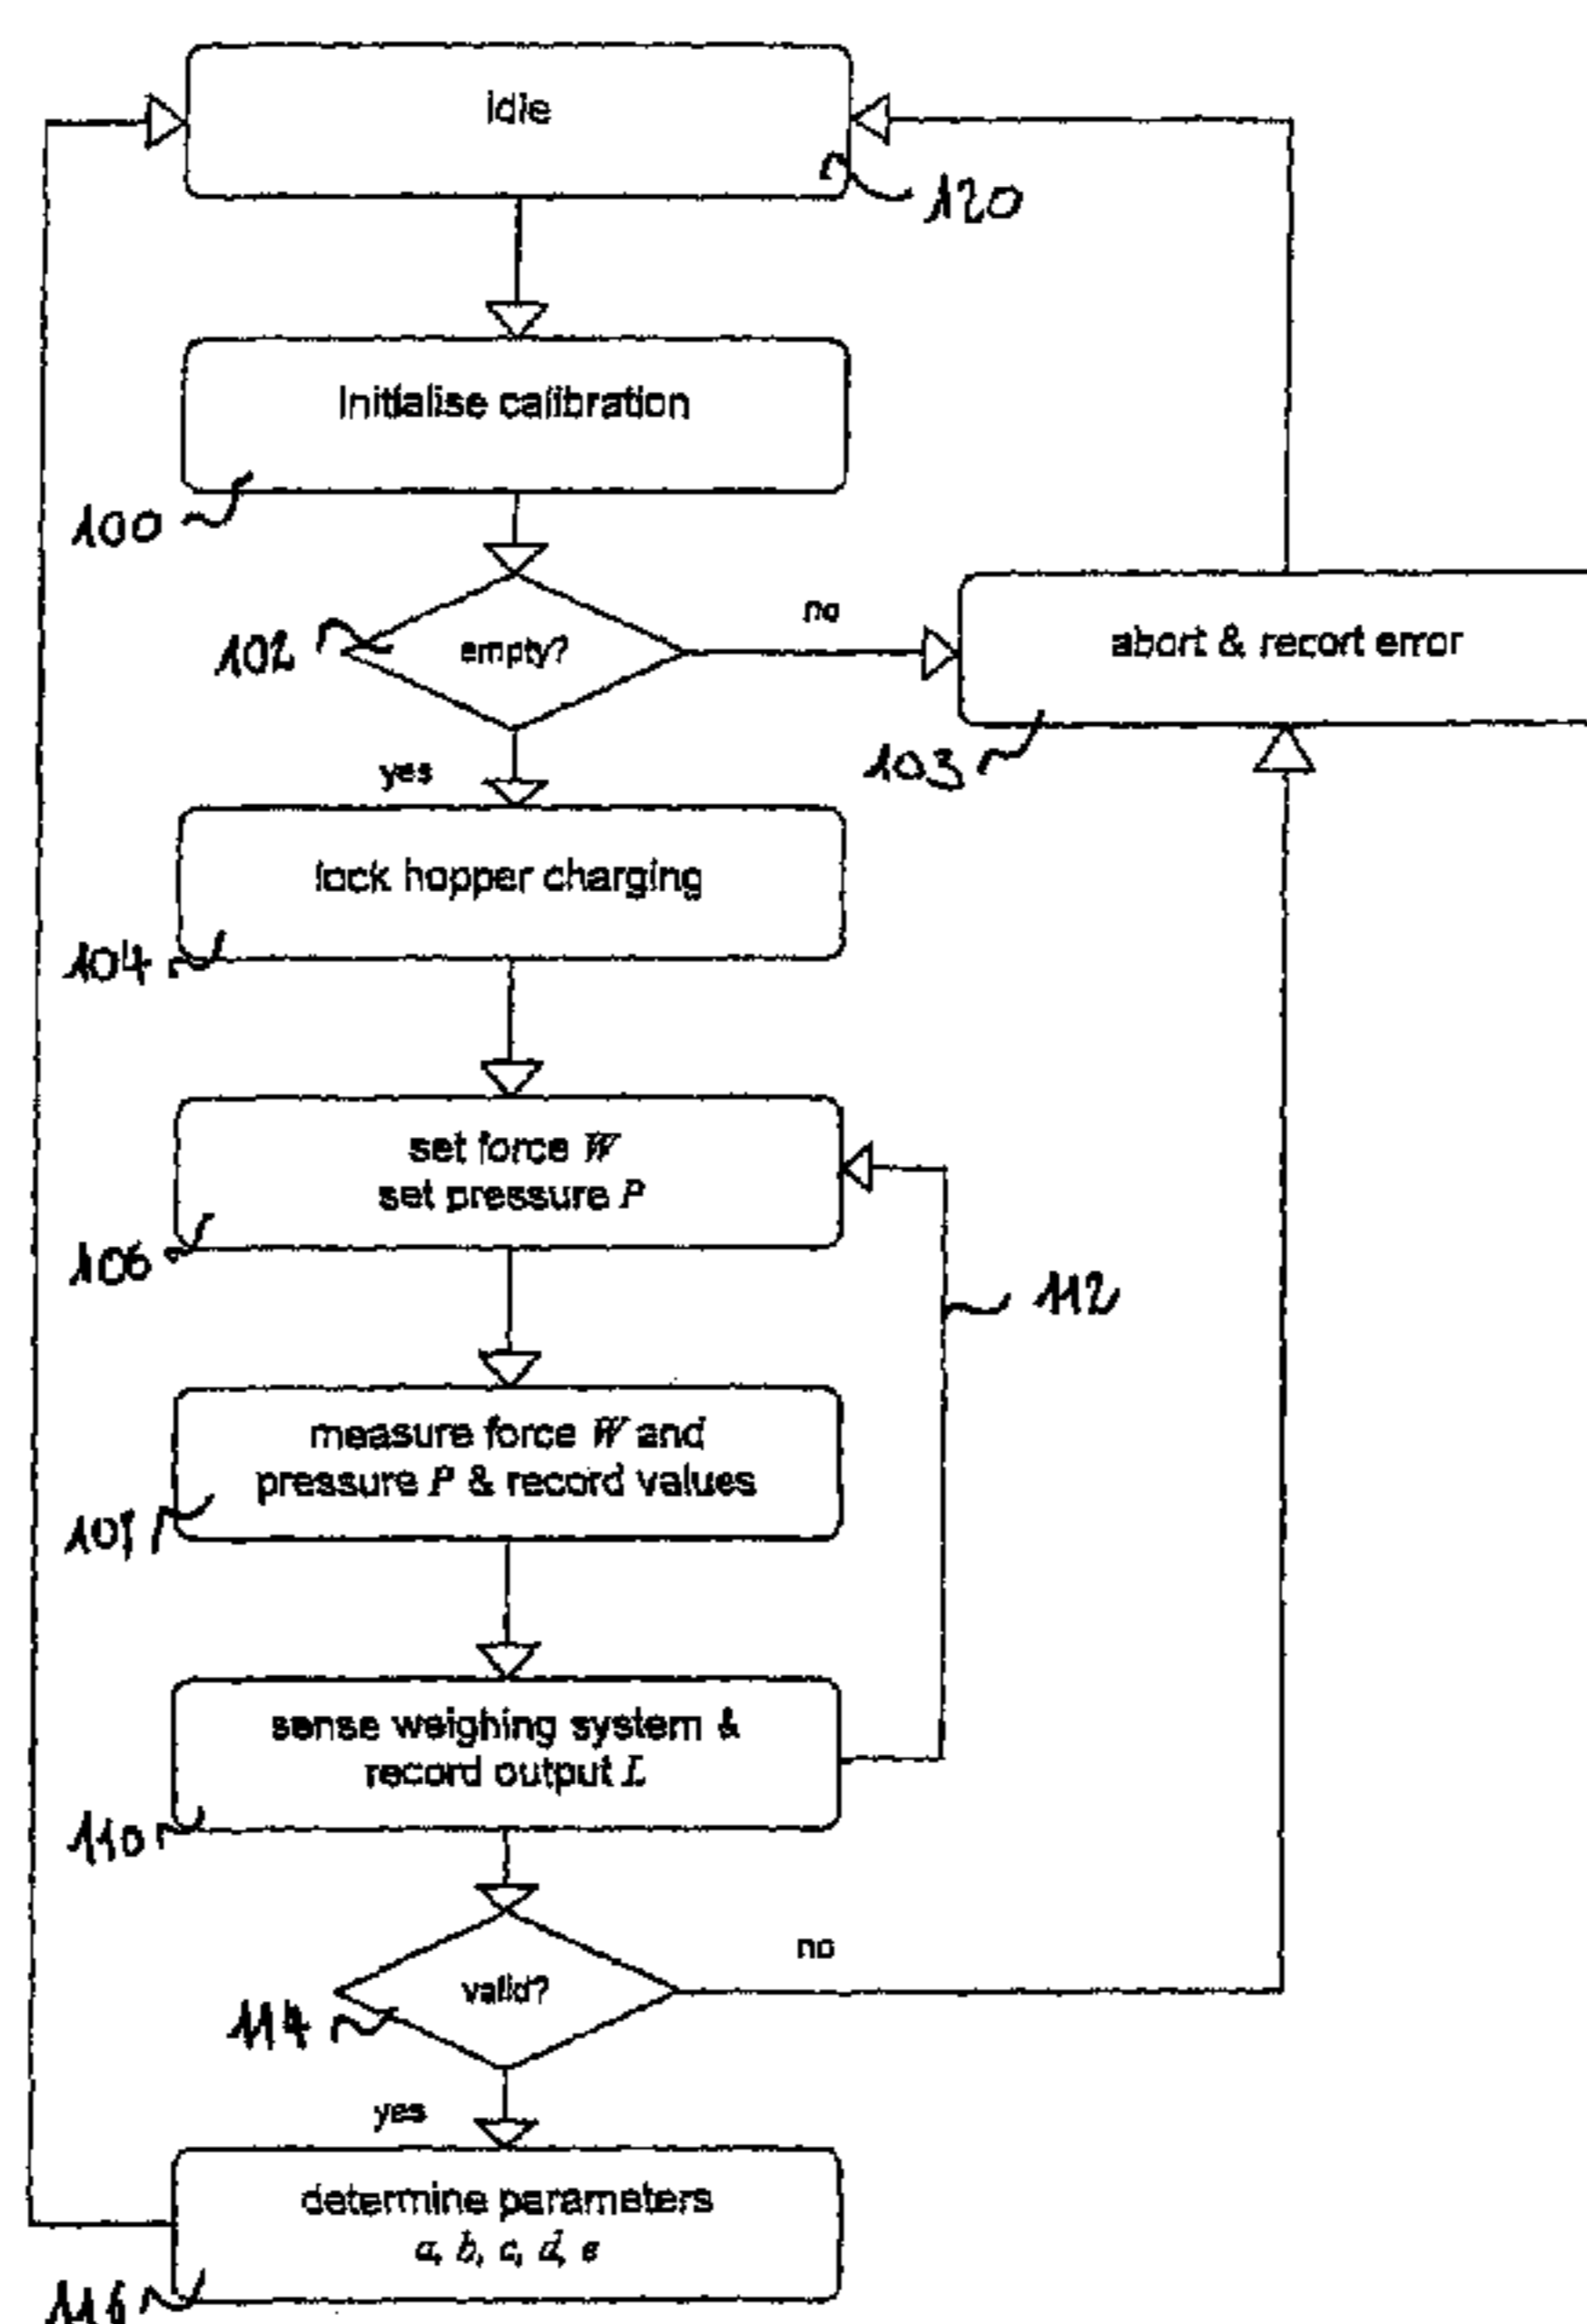 idle
120
Initialise calibration
100
102
empty?
no
abort & report error
103
yes
lock hopper charging
104
set force W
set pressure P
106
112
measure force W and
pressure P & record values
sense weighing system &
record output L
110
valid?
no
114
yes
determine parameters
a, b, c, d, e
116